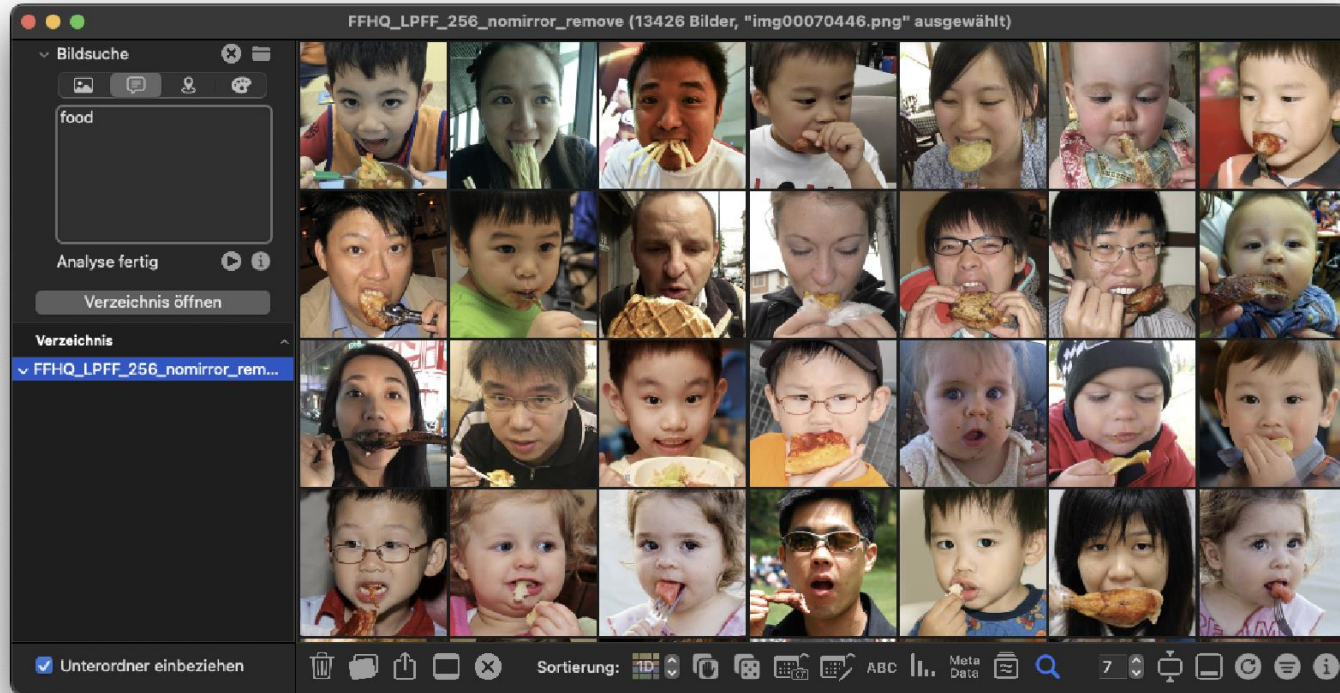 FFHQ_LPFF_256_nomirror_remove (13426 Bilder, "img00070446.png" ausgewählt)
Bildsuche
food
Analyse fertig
Verzeichnis öffnen
Verzeichnis
FFHQ_LPFF_256_nomirror_rem...
Unterordner einbeziehen
Sortierung:
1D
ABC
Meta
Data
7